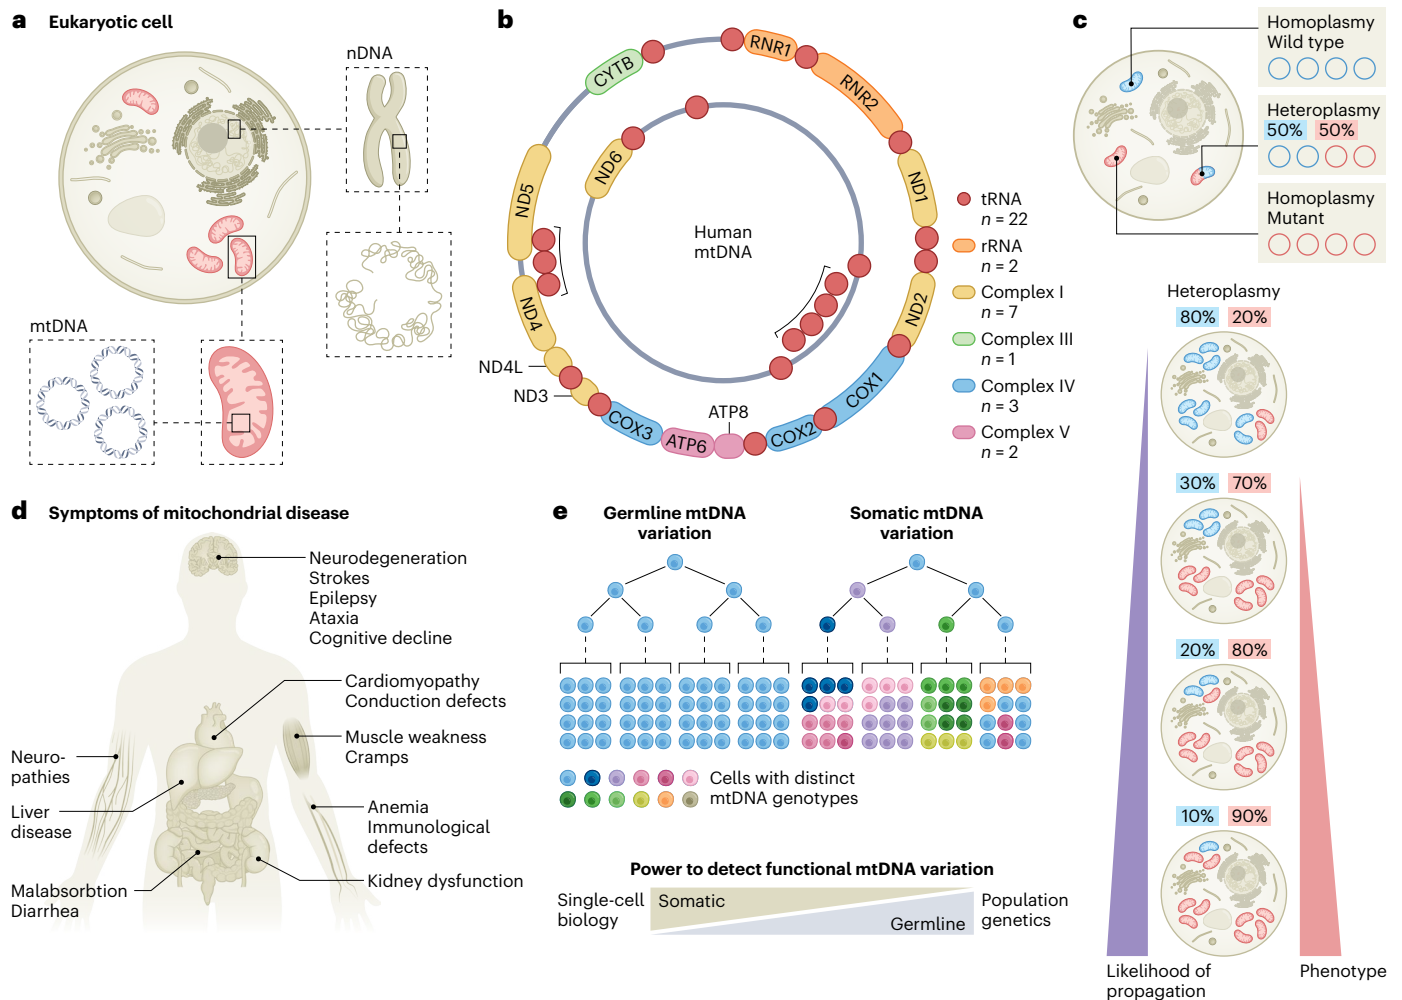 a Eukaryotic cell
nDNA
mtDNA
b
CYTB
RNR1
RNR2
ND1
ND2
COX1
COX2
ATP8
ATP6
COX3
ND3
ND4L
ND4
ND5
ND6
Human
mtDNA
tRNA
n = 22
rRNA
n = 2
Complex I
n = 7
Complex III
n = 1
Complex IV
n = 3
Complex V
n = 2
c
Homoplasmy
Wild type
Heteroplasmy
50% 50%
Homoplasmy
Mutant
Heteroplasmy
80% 20%
30% 70%
20% 80%
10% 90%
Likelihood of
propagation
Phenotype
d Symptoms of mitochondrial disease
Neurodegeneration
Strokes
Epilepsy
Ataxia
Cognitive decline
Cardiomyopathy
Conduction defects
Muscle weakness
Cramps
Neuro-
pathies
Liver
disease
Anemia
Immunological
defects
Kidney dysfunction
Malabsorbtion
Diarrhea
e
Germline mtDNA
variation
Somatic mtDNA
variation
Cells with distinct
mtDNA genotypes
Power to detect functional mtDNA variation
Single-cell
biology
Somatic
Germline
Population
genetics